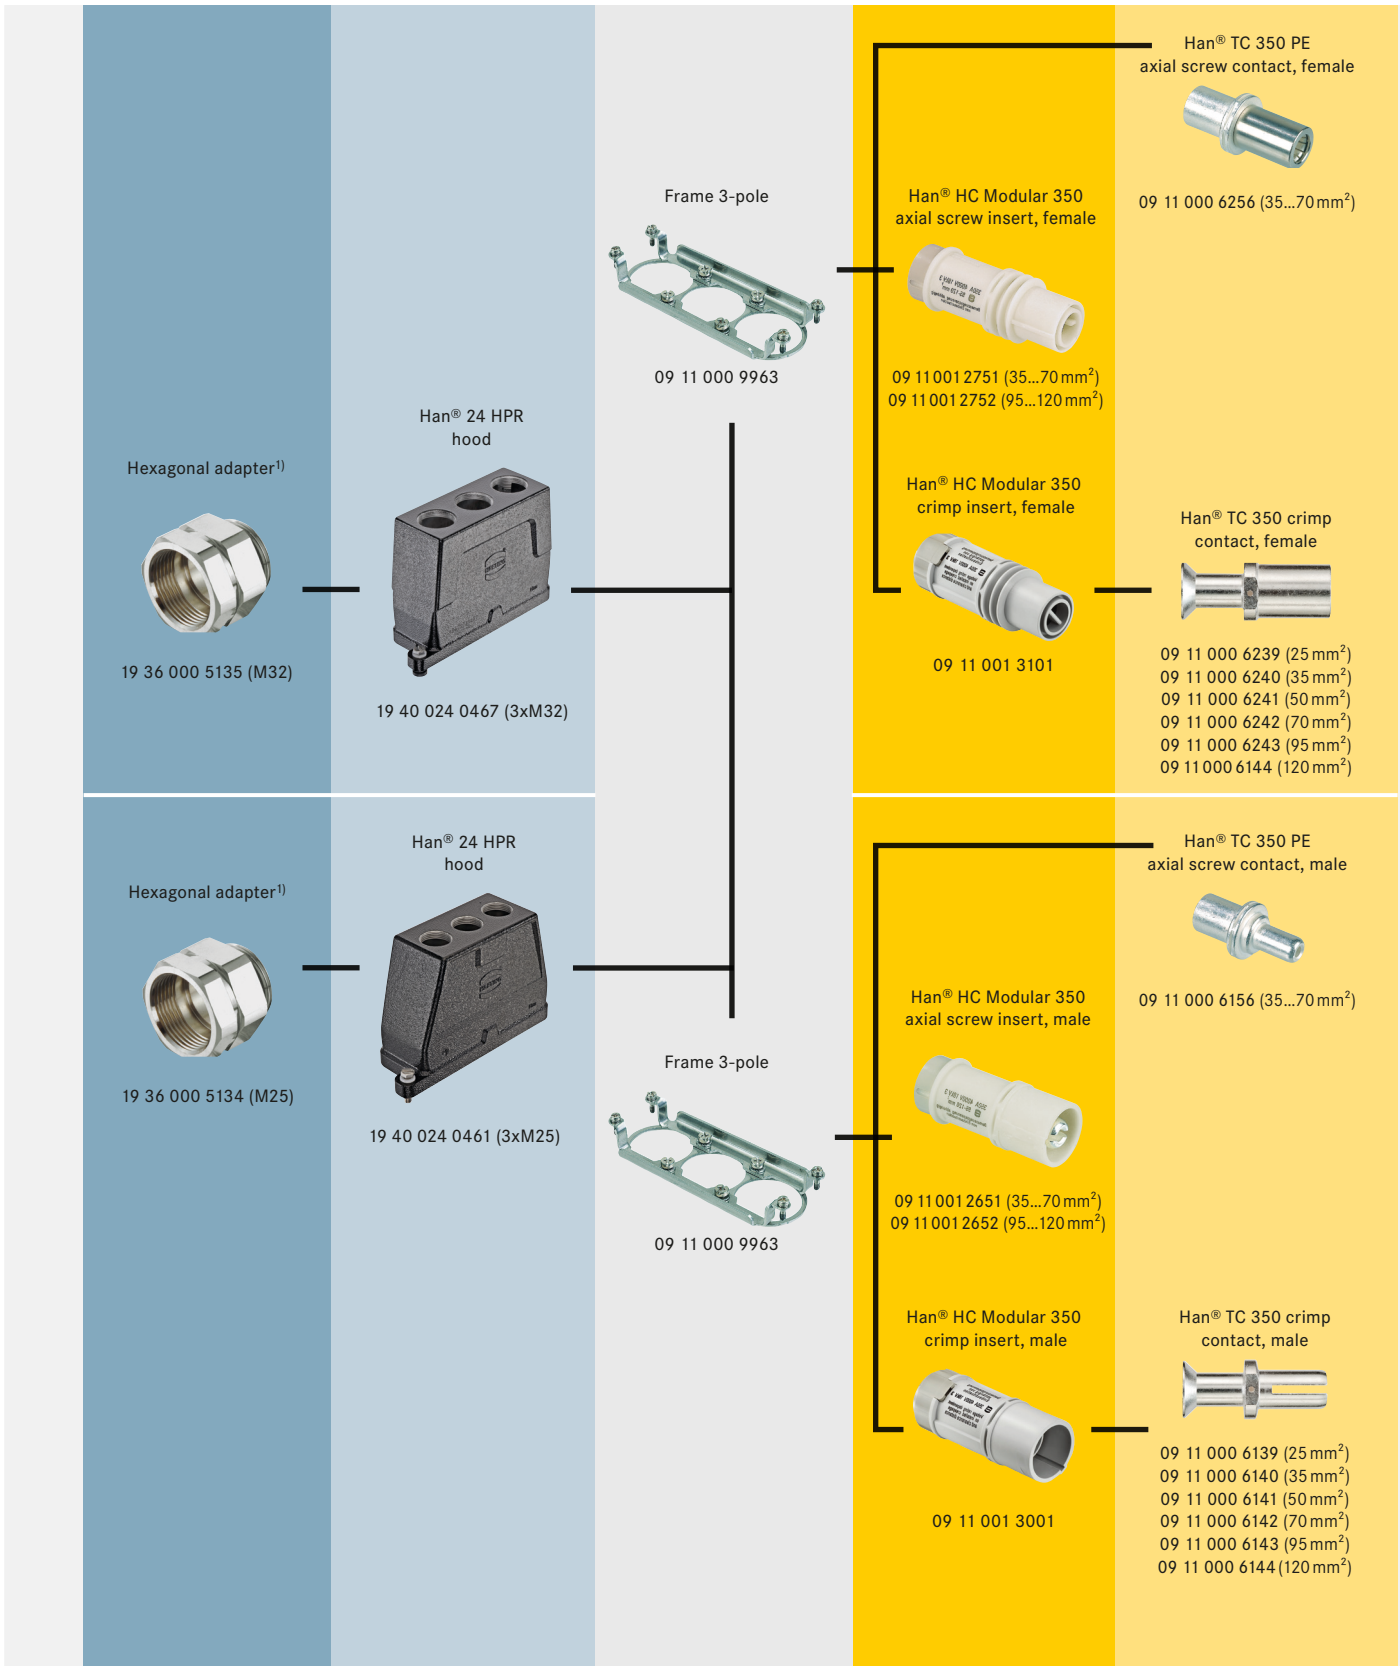 Han® TC 350 PE
axial screw contact, female
09 11 000 6256 (35...70 mm²)
Frame 3-pole
09 11 000 9963
Han® HC Modular 350
axial screw insert, female
09 11 001 2751 (35...70 mm²)
09 11 001 2752 (95...120 mm²)
Han® 24 HPR
hood
19 40 024 0467 (3xM32)
Hexagonal adapter¹⁾
19 36 000 5135 (M32)
Han® HC Modular 350
crimp insert, female
09 11 001 3101
Han® TC 350 crimp
contact, female
09 11 000 6239 (25 mm²)
09 11 000 6240 (35 mm²)
09 11 000 6241 (50 mm²)
09 11 000 6242 (70 mm²)
09 11 000 6243 (95 mm²)
09 11 000 6144 (120 mm²)
Han® 24 HPR
hood
19 40 024 0461 (3xM25)
Hexagonal adapter¹⁾
19 36 000 5134 (M25)
Han® TC 350 PE
axial screw contact, male
09 11 000 6156 (35...70 mm²)
Frame 3-pole
09 11 000 9963
Han® HC Modular 350
axial screw insert, male
09 11 001 2651 (35...70 mm²)
09 11 001 2652 (95...120 mm²)
Han® HC Modular 350
crimp insert, male
09 11 001 3001
Han® TC 350 crimp
contact, male
09 11 000 6139 (25 mm²)
09 11 000 6140 (35 mm²)
09 11 000 6141 (50 mm²)
09 11 000 6142 (70 mm²)
09 11 000 6143 (95 mm²)
09 11 000 6144 (120 mm²)